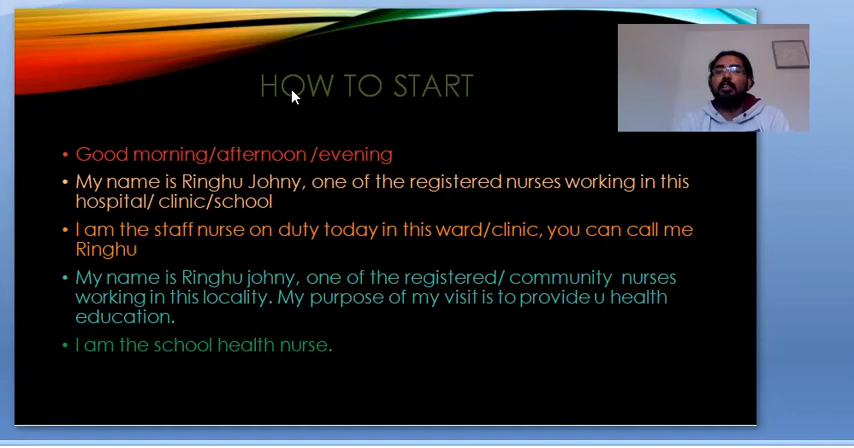 HOW TO START
• Good morning/afternoon /evening
• My name is Ringhu Johny, one of the registered nurses working in this
hospital/ clinic/school
• I am the staff nurse on duty today in this ward/clinic, you can call me
Ringhu
• My name is Ringhu johny, one of the registered/ community nurses
working in this locality. My purpose of my visit is to provide u health
education.
• I am the school health nurse.